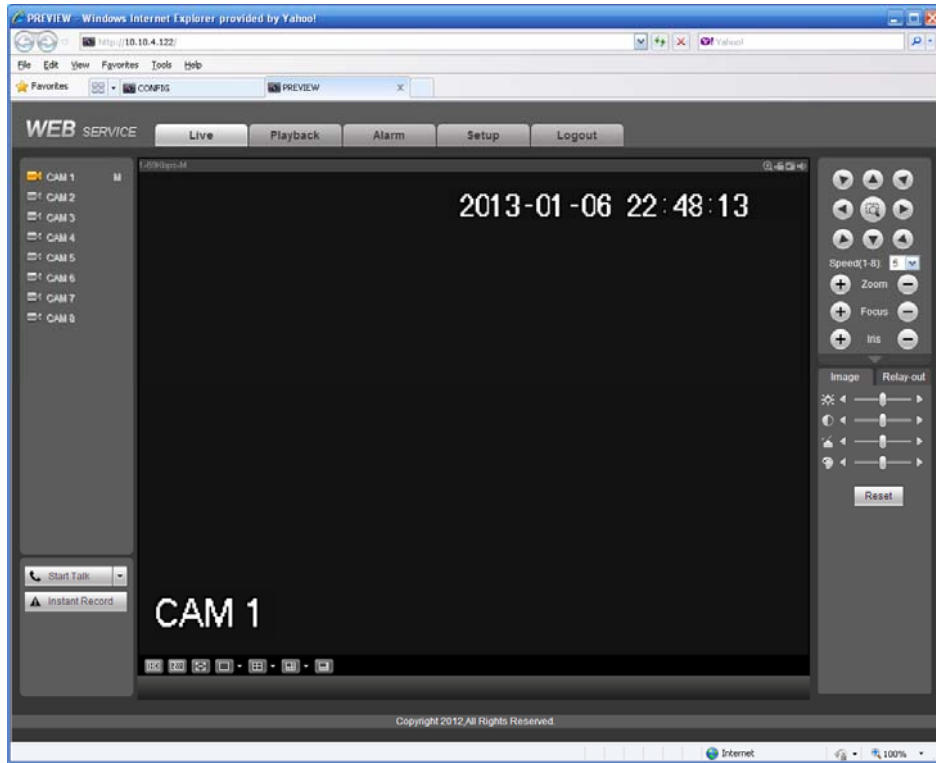 PREVIEW - Windows Internet Explorer provided by Yahoo!
http://10.10.4.122/
Yahoo!
File Edit View Favorites Tools Help
Favorites
CONFIG
PREVIEW
X
WEB SERVICE
Live
Playback
Alarm
Setup
Logout
CAM 1 M
CAM 2
CAM 3
CAM 4
CAM 5
CAM 6
CAM 7
CAM 8
2013-01-06 22:48:13
CAM 1
Start Talk
Instant Record
Speed(1-8): 5
Zoom
Focus
Iris
Image
Relay-out
Reset
Copyright 2012,All Rights Reserved.
Internet
100%